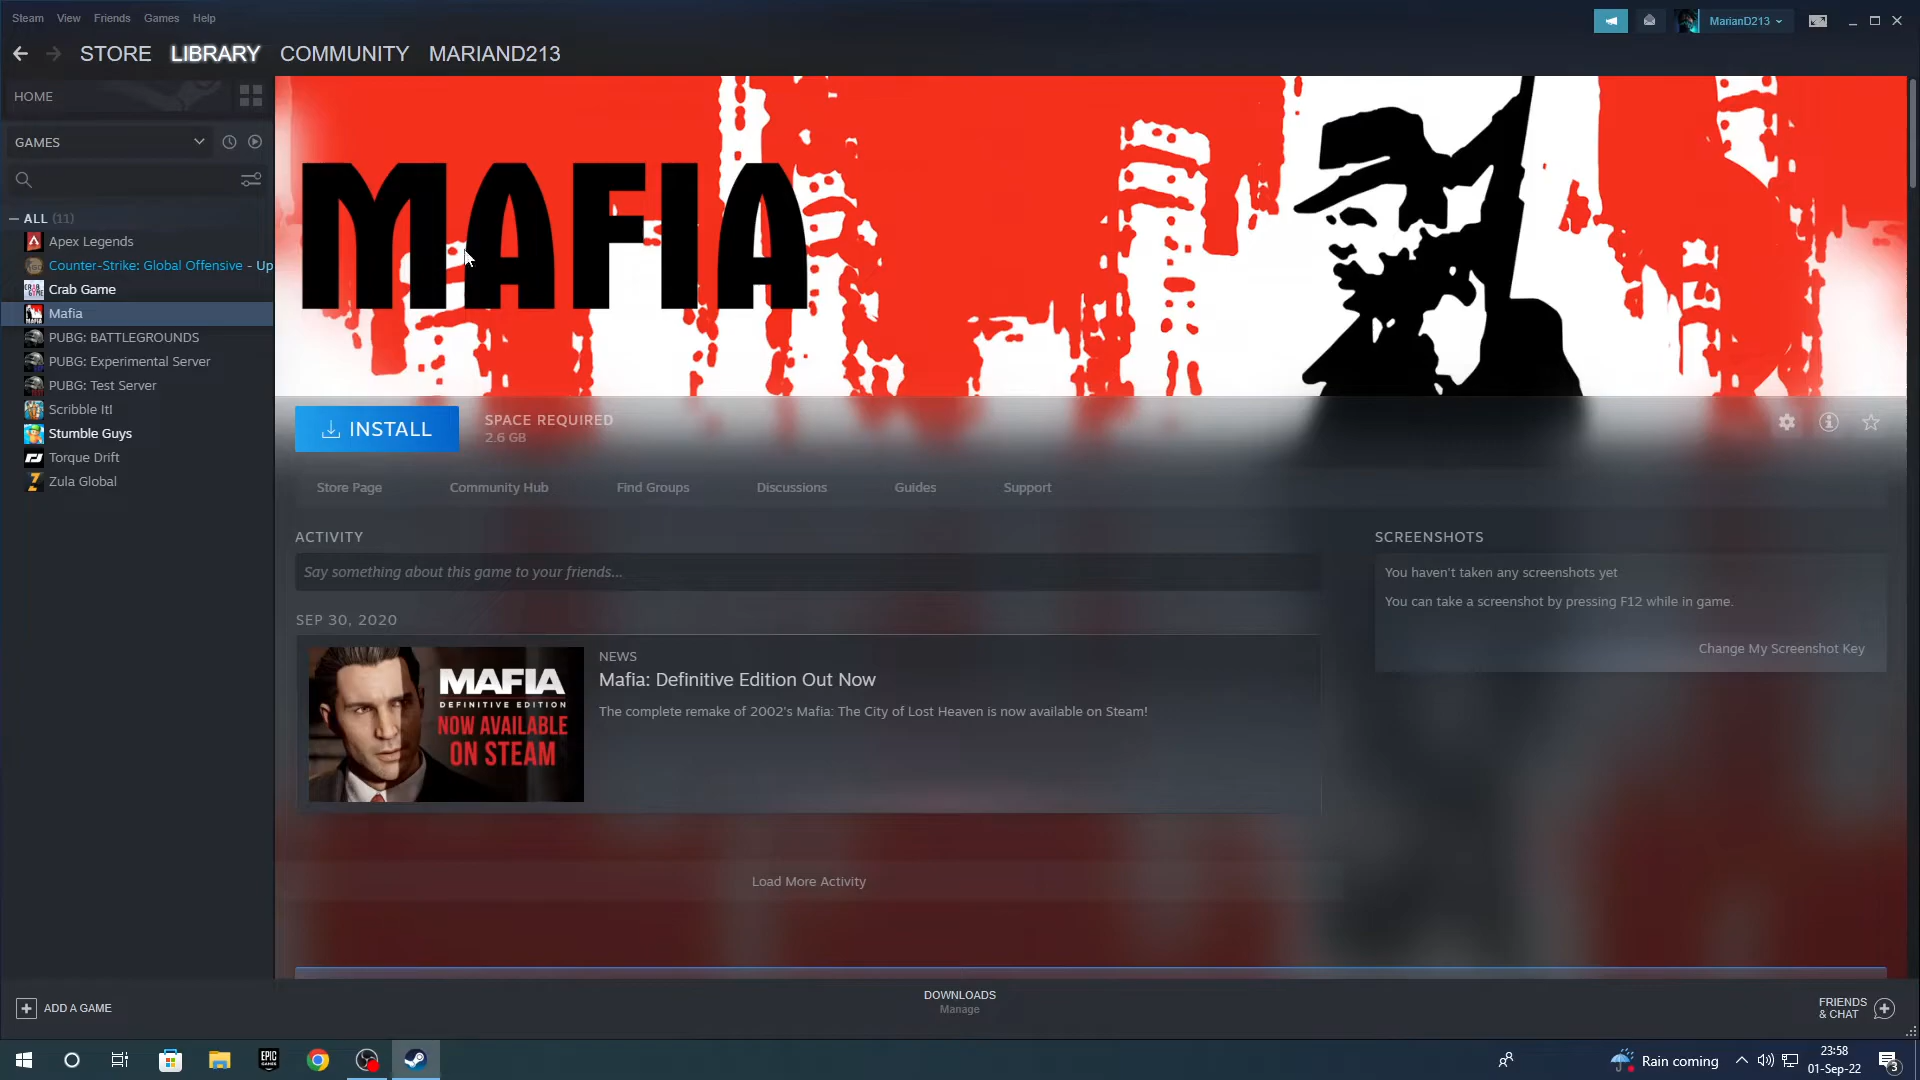 Steam View Friends Games Help
MarianD213
STORE LIBRARY COMMUNITY MARIAND213
HOME
GAMES
ALL (11)
Apex Legends
Counter-Strike: Global Offensive - Up
Crab Game
Mafia
PUBG: BATTLEGROUNDS
PUBG: Experimental Server
PUBG: Test Server
Scribble It!
Stumble Guys
Torque Drift
Zula Global
MAFIA
INSTALL
SPACE REQUIRED
2.6 GB
Store Page Community Hub Find Groups Discussions Guides Support
ACTIVITY
Say something about this game to your friends...
SEP 30, 2020
MAFIA
DEFINITIVE EDITION
NOW AVAILABLE
ON STEAM
NEWS
Mafia: Definitive Edition Out Now
The complete remake of 2002's Mafia: The City of Lost Heaven is now available on Steam!
Load More Activity
SCREENSHOTS
You haven't taken any screenshots yet
You can take a screenshot by pressing F12 while in game.
Change My Screenshot Key
ADD A GAME
DOWNLOADS
Manage
FRIENDS
& CHAT
EPIC
GAMES
Rain coming
23:58
01-Sep-22
3